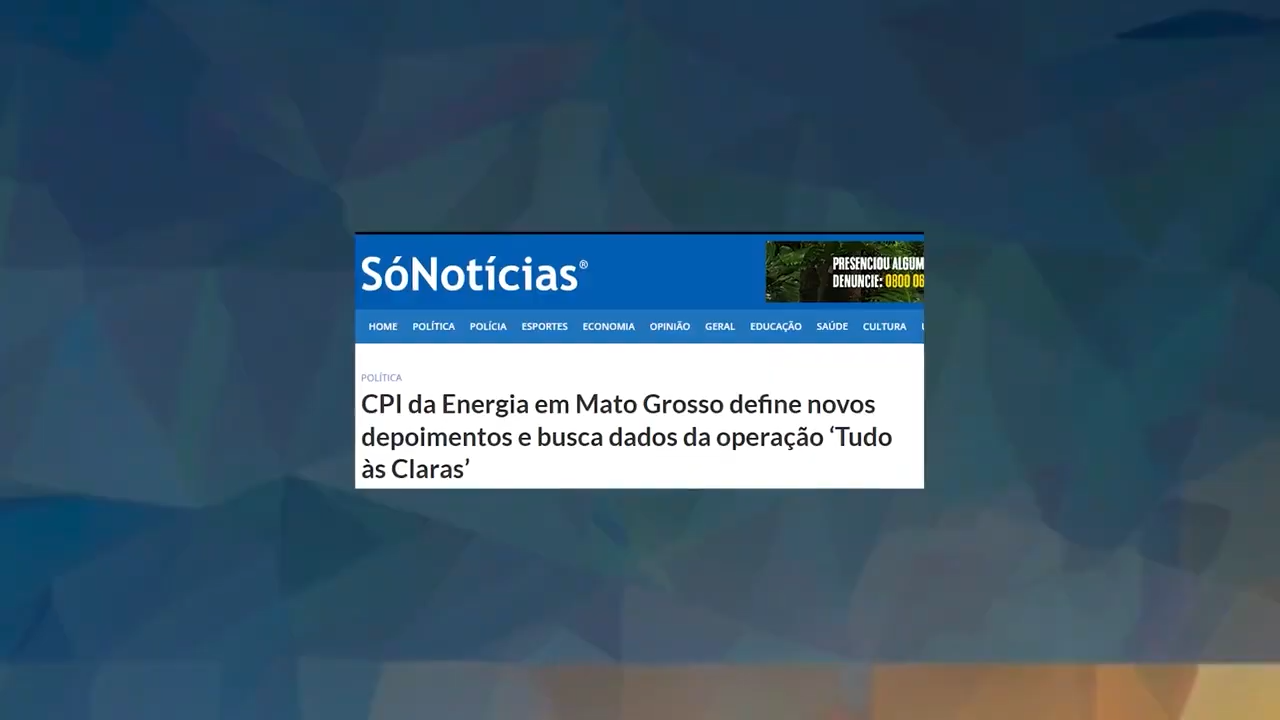 SóNotícias®
PRESENCIOU ALGUM
DENUNCIE: 0800 06
HOME POLÍTICA POLÍCIA ESPORTES ECONOMIA OPINIÃO GERAL EDUCAÇÃO SAÚDE CULTURA
POLÍTICA
CPI da Energia em Mato Grosso define novos
depoimentos e busca dados da operação ‘Tudo
às Claras’